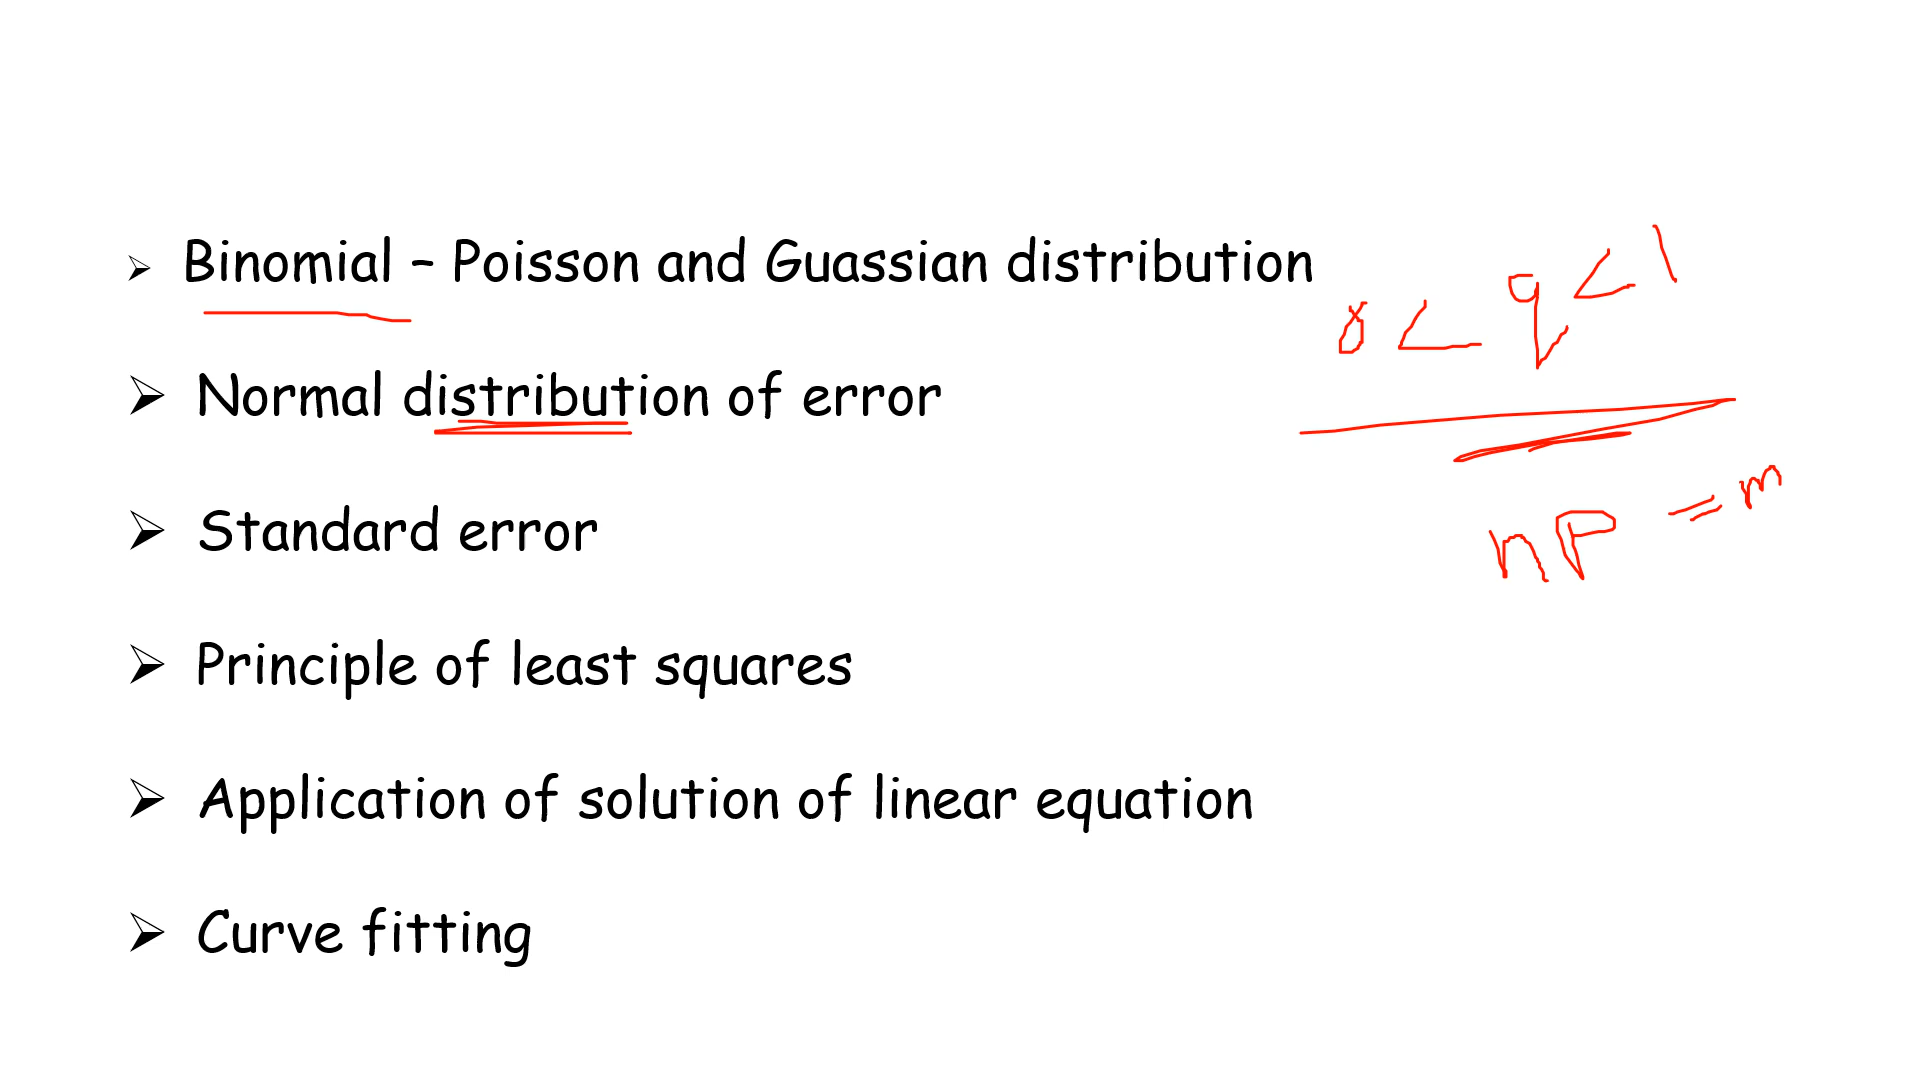 ➢ Binomial – Poisson and Guassian distribution
0 < q < 1
➢ Normal distribution of error
➢ Standard error
np = m
➢ Principle of least squares
➢ Application of solution of linear equation
➢ Curve fitting